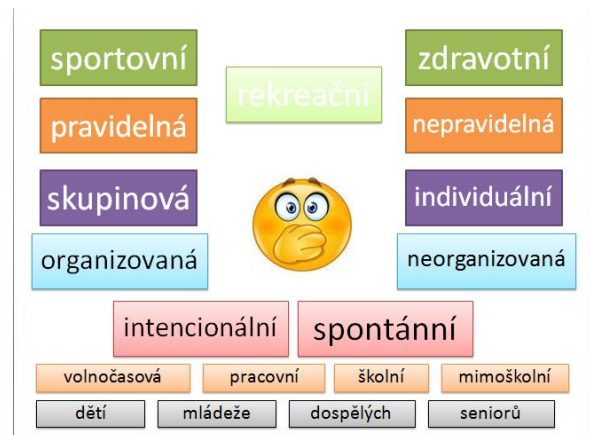 sportovní
rekreační
zdravotní
pravidelná
nepravidelná
skupinová
individuální
organizovaná
neorganizovaná
intencionální
spontánní
volnočasová
pracovní
školní
mimoškolní
dětí
mládeže
dospělých
seniorů